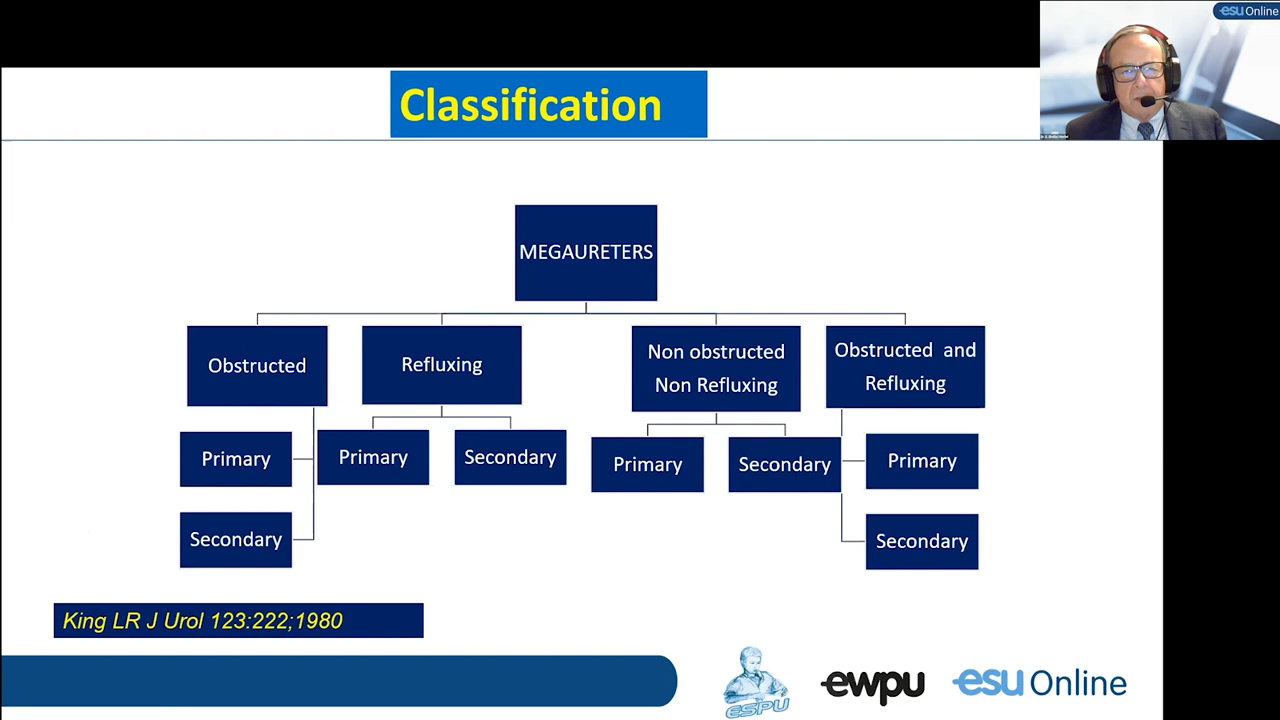 esu Online
Classification
MEGAURETERS
Obstructed
Refluxing
Non obstructed
Non Refluxing
Obstructed and
Refluxing
Primary
Secondary
Primary
Secondary
Primary
Secondary
Primary
Secondary
King LR J Urol 123:222;1980
ESPU
ewpu
esu Online